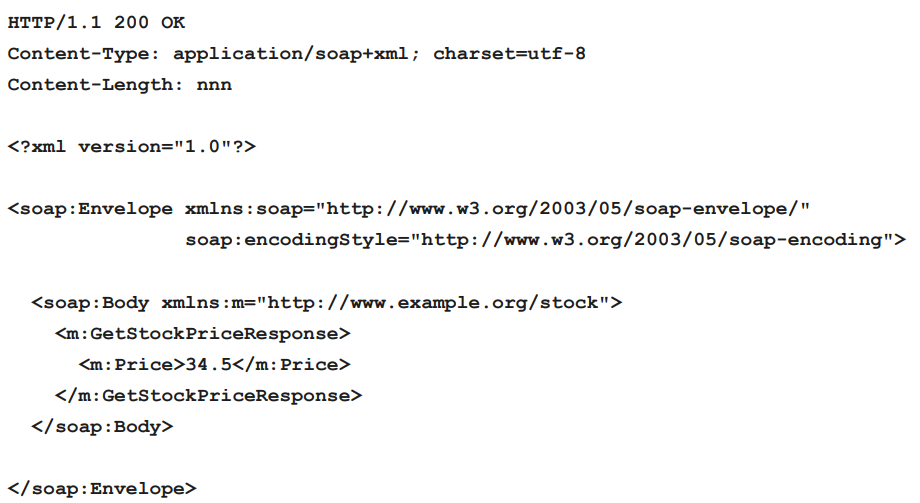 HTTP/1.1 200 OK
Content-Type: application/soap+xml; charset=utf-8
Content-Length: nnn
<?xml version="1.0"?>
<soap:Envelope xmlns:soap="http://www.w3.org/2003/05/soap-envelope/"
soap:encodingStyle="http://www.w3.org/2003/05/soap-encoding">
<soap:Body xmlns:m="http://www.example.org/stock">
<m:GetStockPriceResponse>
<m:Price>34.5</m:Price>
</m:GetStockPriceResponse>
</soap:Body>
</soap:Envelope>